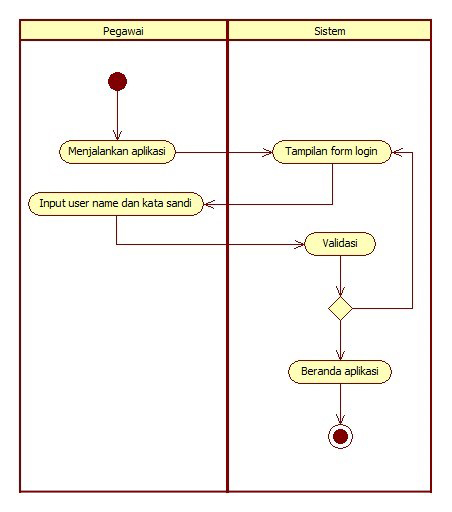 Pegawai
Sistem
Menjalankan aplikasi
Tampilan form login
Input user name dan kata sandi
Validasi
Beranda aplikasi